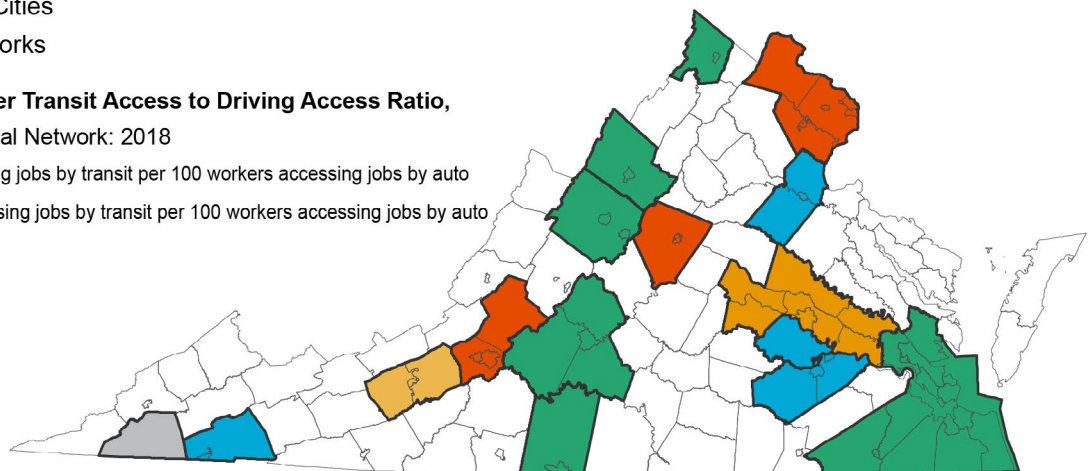 Cities
orks
er Transit Access to Driving Access Ratio,
al Network: 2018
g jobs by transit per 100 workers accessing jobs by auto
sing jobs by transit per 100 workers accessing jobs by auto